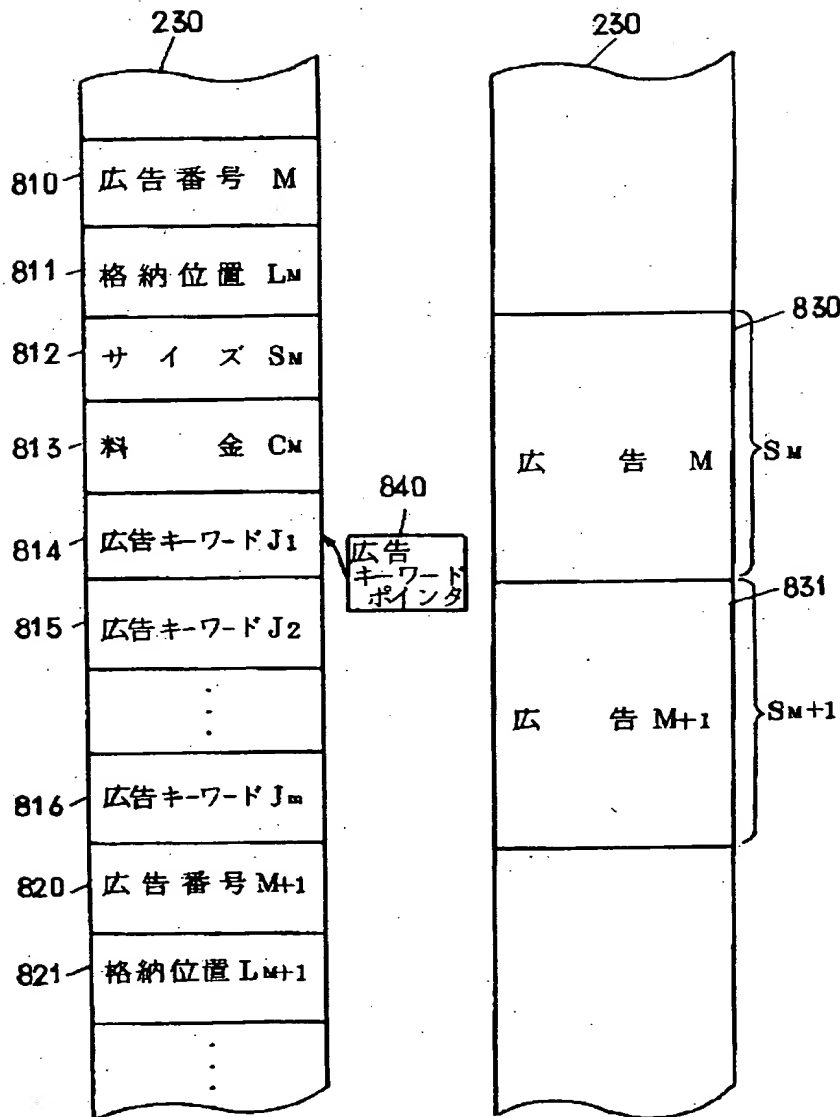 230
810 広告番号 M
811 格納位置 LM
812 サイズ SM
813 料金 CM
814 広告キーワード J1
815 広告キーワード J2
816 広告キーワード Jm
820 広告番号 M+1
821 格納位置 LM+1
840
広告
キーワード
ポインタ
230
830
広告 M
SM
831
広告 M+1
SM+1